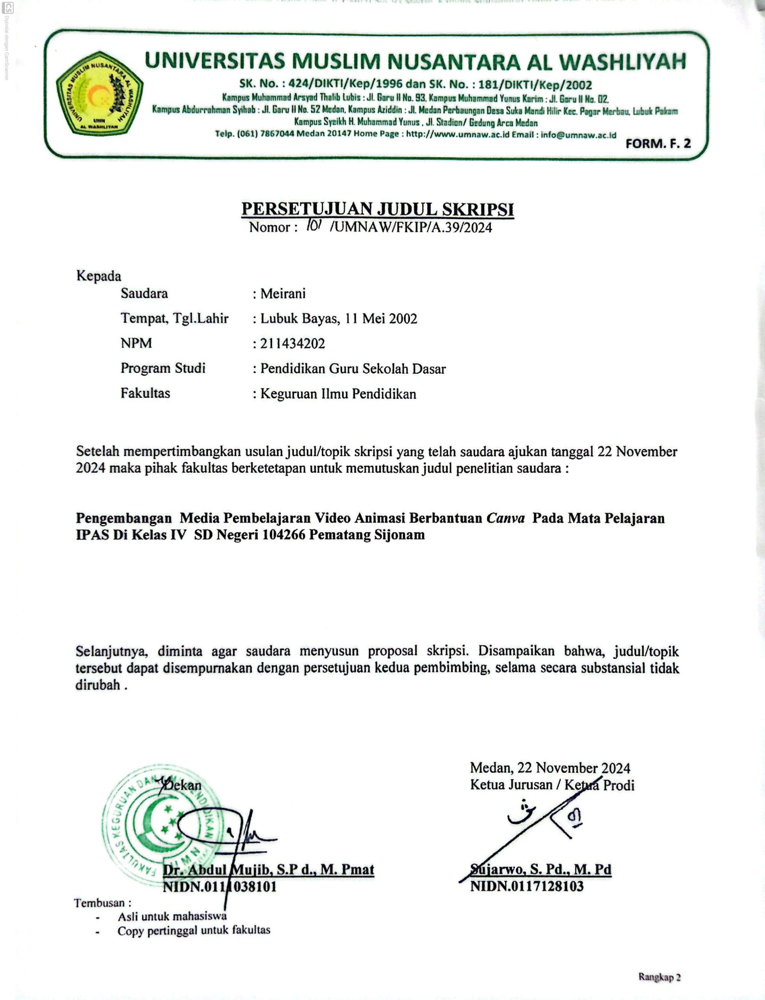 CS Dipindai dengan CamScanner
UNIVERSITAS MUSLIM NUSANTARA AL WASHLIYAH
UNIVERSITAS MUSLIM NUSANTARA AL WASHLIYAH
UMN
AL WASHLIYAH
SK. No. : 424/DIKTI/Kep/1996 dan SK. No. : 181/DIKTI/Kep/2002
Kampus Muhammad Arsyad Thalib Lubis : Jl. Garu II No. 93, Kampus Muhammad Yunus Karim : Jl. Garu II No. 02,
Kampus Abdurrahman Syihab : Jl. Garu II No. 52 Medan, Kampus Aziddin : Jl. Medan Perbaungan Desa Suka Mandi Hilir Kec. Pagar Merbau, Lubuk Pakam
Kampus Syeikh H. Muhammad Yunus , Jl. Stadion/ Gedung Arca Medan
Telp. (061) 7867044 Medan 20147 Home Page : http://www.umnaw.ac.id Email : info@umnaw.ac.id
FORM. F. 2
PERSETUJUAN JUDUL SKRIPSI
Nomor : 101 /UMNAW/FKIP/A.39/2024
Kepada
Saudara : Meirani
Tempat, Tgl.Lahir : Lubuk Bayas, 11 Mei 2002
NPM : 211434202
Program Studi : Pendidikan Guru Sekolah Dasar
Fakultas : Keguruan Ilmu Pendidikan
Setelah mempertimbangkan usulan judul/topik skripsi yang telah saudara ajukan tanggal 22 November
2024 maka pihak fakultas berketetapan untuk memutuskan judul penelitian saudara :
Pengembangan Media Pembelajaran Video Animasi Berbantuan Canva Pada Mata Pelajaran
IPAS Di Kelas IV SD Negeri 104266 Pematang Sijonam
Selanjutnya, diminta agar saudara menyusun proposal skripsi. Disampaikan bahwa, judul/topik
tersebut dapat disempurnakan dengan persetujuan kedua pembimbing, selama secara substansial tidak
dirubah .
Medan, 22 November 2024
Dekan
Ketua Jurusan / Ketua Prodi
FAKULTAS KEGURUAN DAN ILMU PENDIDIKAN
Dr. Abdul Mujib, S.P d., M. Pmat
Sujarwo, S. Pd., M. Pd
NIDN.0111038101
NIDN.0117128103
Tembusan :
- Asli untuk mahasiswa
- Copy pertinggal untuk fakultas
Rangkap 2